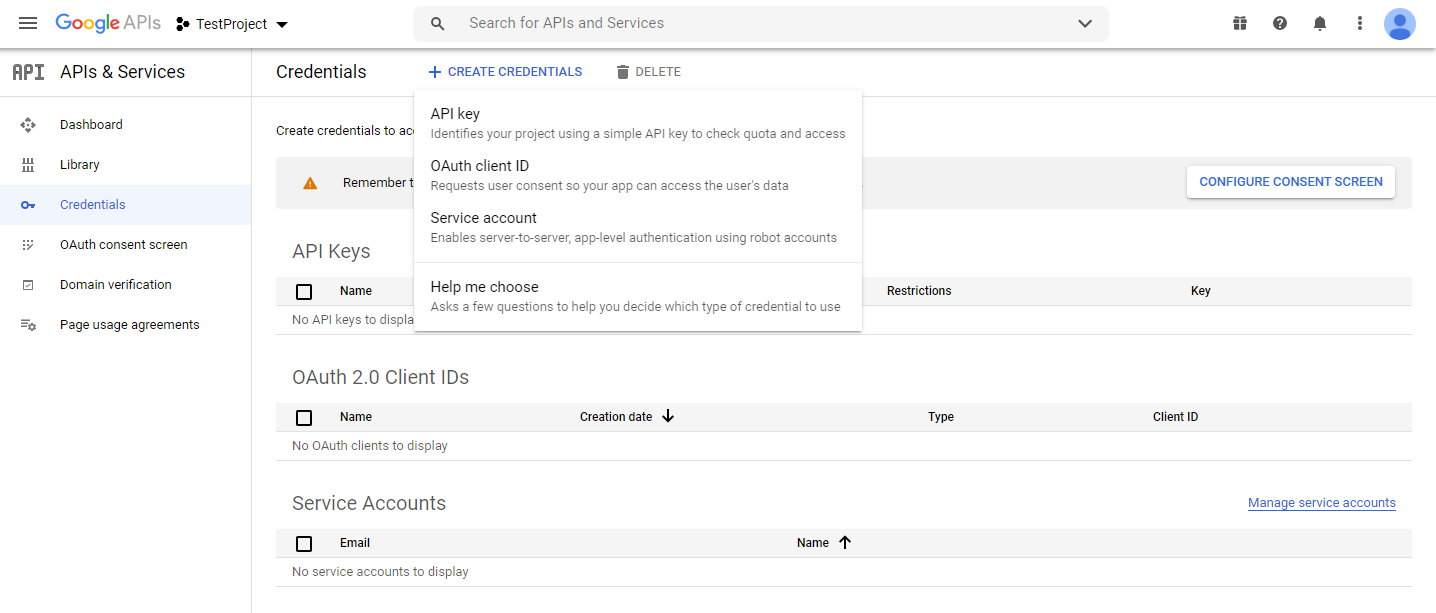 Google APIs
TestProject
Search for APIs and Services
API
APIs & Services
Credentials
CREATE CREDENTIALS
DELETE
Dashboard
Library
Credentials
OAuth consent screen
Domain verification
Page usage agreements
Create credentials to ac
Remember t
CONFIGURE CONSENT SCREEN
API key
Identifies your project using a simple API key to check quota and access
OAuth client ID
Requests user consent so your app can access the user's data
Service account
Enables server-to-server, app-level authentication using robot accounts
Help me choose
Asks a few questions to help you decide which type of credential to use
API Keys
Name
Restrictions
Key
No API keys to displa
OAuth 2.0 Client IDs
Name
Creation date
Type
Client ID
No OAuth clients to display
Service Accounts
Manage service accounts
Email
Name
No service accounts to display